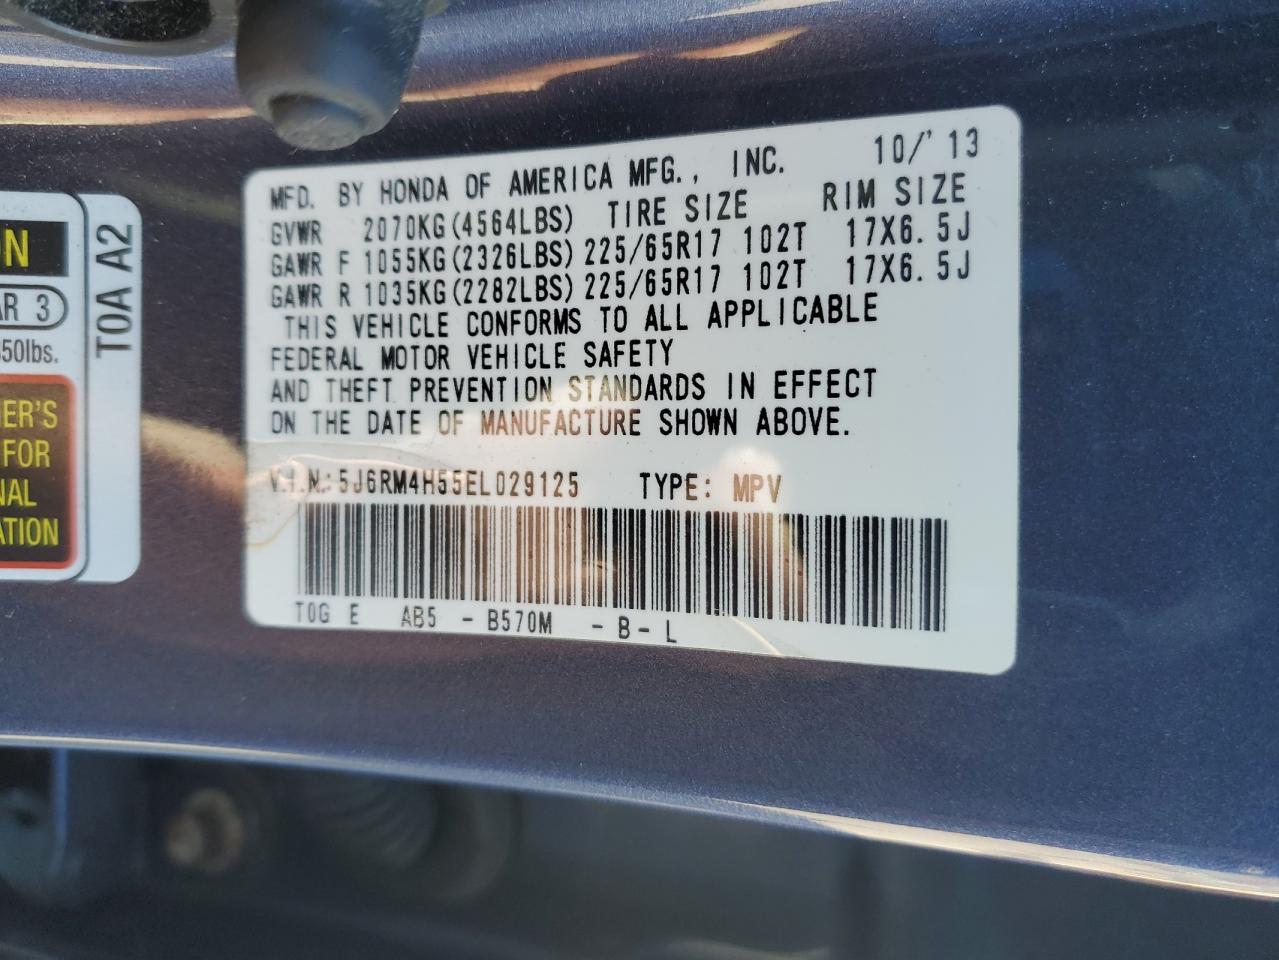 MFD. BY HONDA OF AMERICA MFG., INC. 10/'13
GVWR 2070KG(4564LBS) TIRE SIZE RIM SIZE
GAWR F 1055KG(2326LBS) 225/65R17 102T 17X6.5J
GAWR R 1035KG(2282LBS) 225/65R17 102T 17X6.5J
THIS VEHICLE CONFORMS TO ALL APPLICABLE
FEDERAL MOTOR VEHICLE SAFETY
AND THEFT PREVENTION STANDARDS IN EFFECT
ON THE DATE OF MANUFACTURE SHOWN ABOVE.
V.I.N.: 5J6RM4H55EL029125 TYPE: MPV
T0G E AB5 - B570M - B - L
T0A A2
ON
AR 3
50lbs.
ER'S
FOR
NAL
ATION